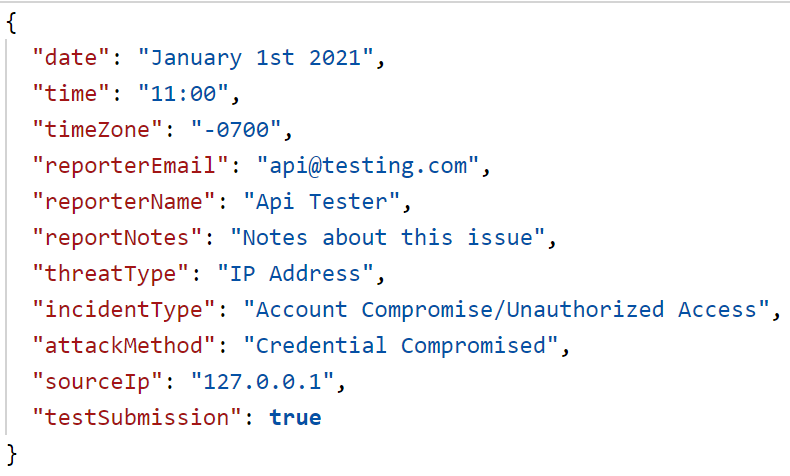 {
"date": "January 1st 2021",
"time": "11:00",
"timeZone": "-0700",
"reporterEmail": "api@testing.com",
"reporterName": "Api Tester",
"reportNotes": "Notes about this issue",
"threatType": "IP Address",
"incidentType": "Account Compromise/Unauthorized Access",
"attackMethod": "Credential Compromised",
"sourceIp": "127.0.0.1",
"testSubmission": true
}